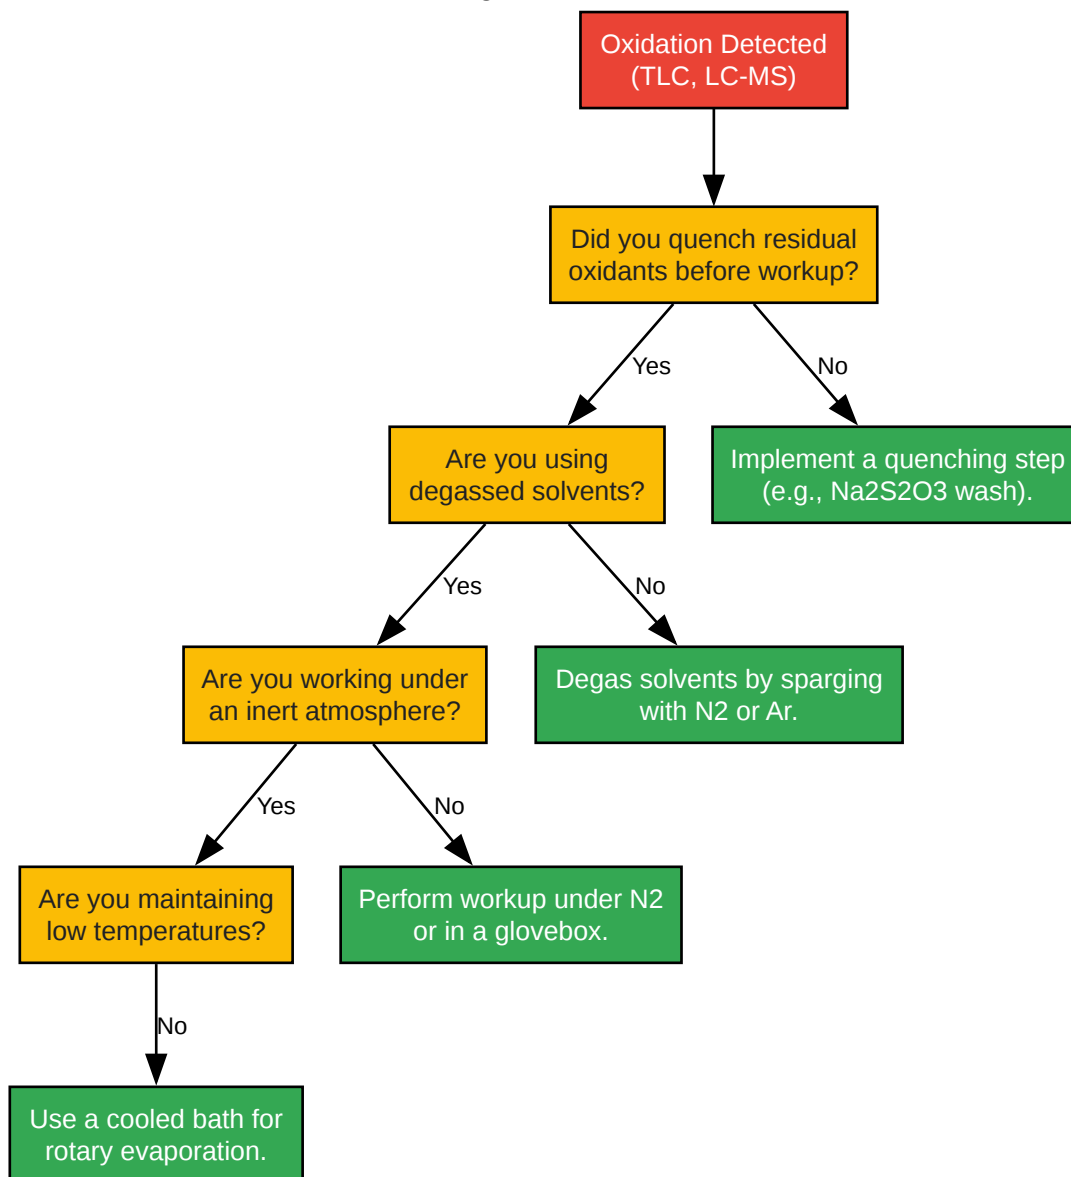 Oxidation Detected
(TLC, LC-MS)
Did you quench residual
oxidants before workup?
Yes
No
Are you using
degassed solvents?
Implement a quenching step
(e.g., Na2S2O3 wash).
Yes
No
Are you working under
an inert atmosphere?
Degas solvents by sparging
with N2 or Ar.
Yes
No
Are you maintaining
low temperatures?
Perform workup under N2
or in a glovebox.
No
Use a cooled bath for
rotary evaporation.